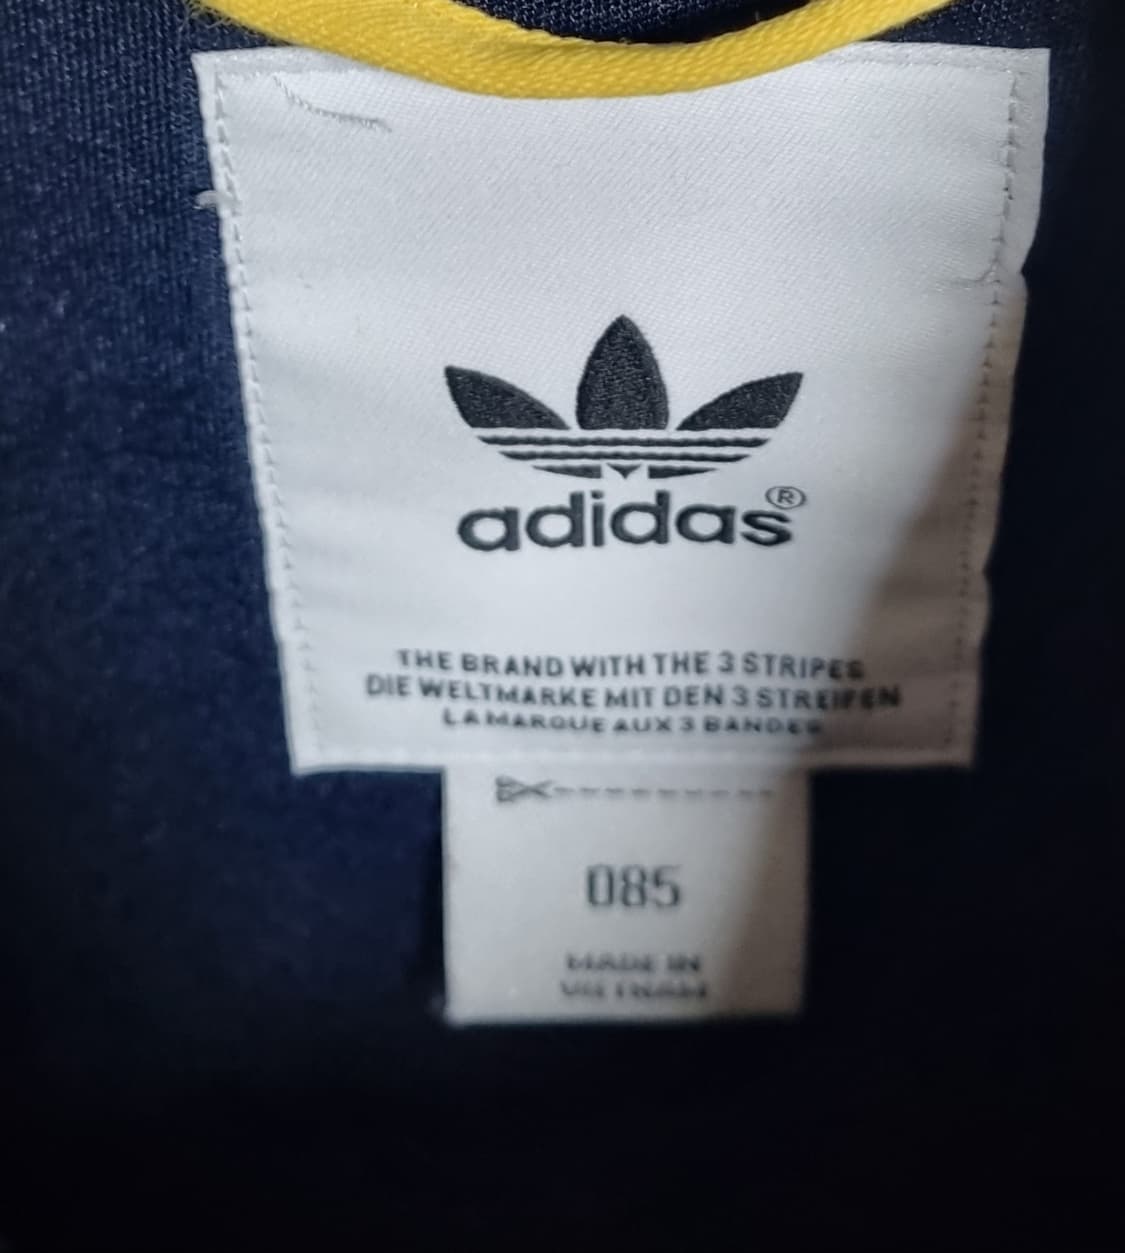 adidas®
THE BRAND WITH THE 3 STRIPES
DIE WELTMARKE MIT DEN 3 STREIFEN
LA MARQUE AUX 3 BANDES
085
MADE IN
VIETNAM